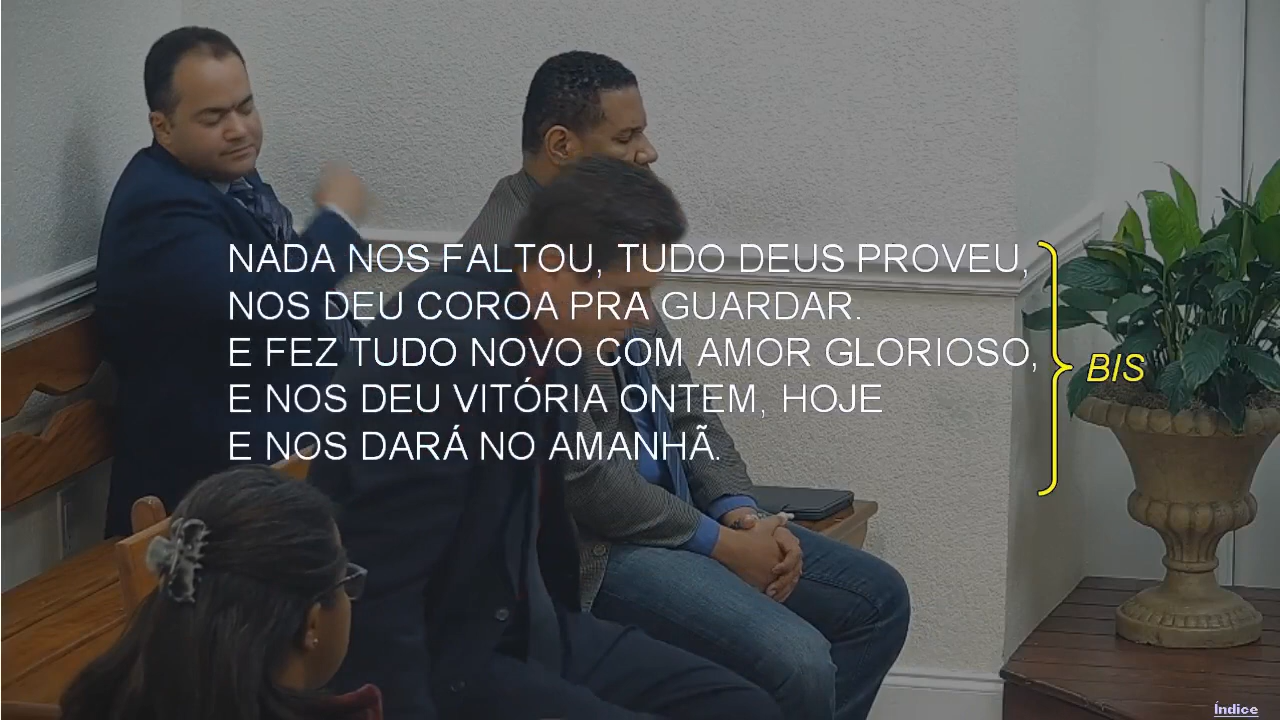 NADA NOS FALTOU, TUDO DEUS PROVEU,
NOS DEU COROA PRA GUARDAR.
E FEZ TUDO NOVO COM AMOR GLORIOSO,
E NOS DEU VITÓRIA ONTEM, HOJE
E NOS DARÁ NO AMANHÃ.
BIS
Índice